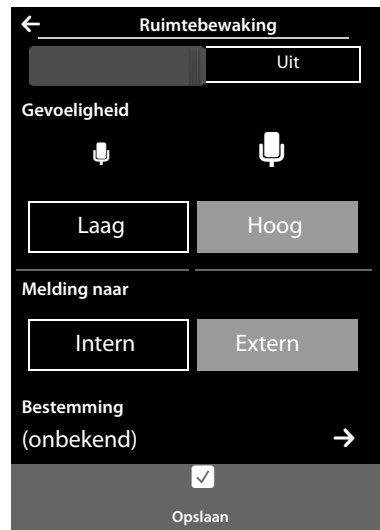 Ruimtebewaking
Uit
Gevoeligheid
Laag Hoog
Melding naar
Intern Extern
Bestemming
(onbekend)
Opslaan